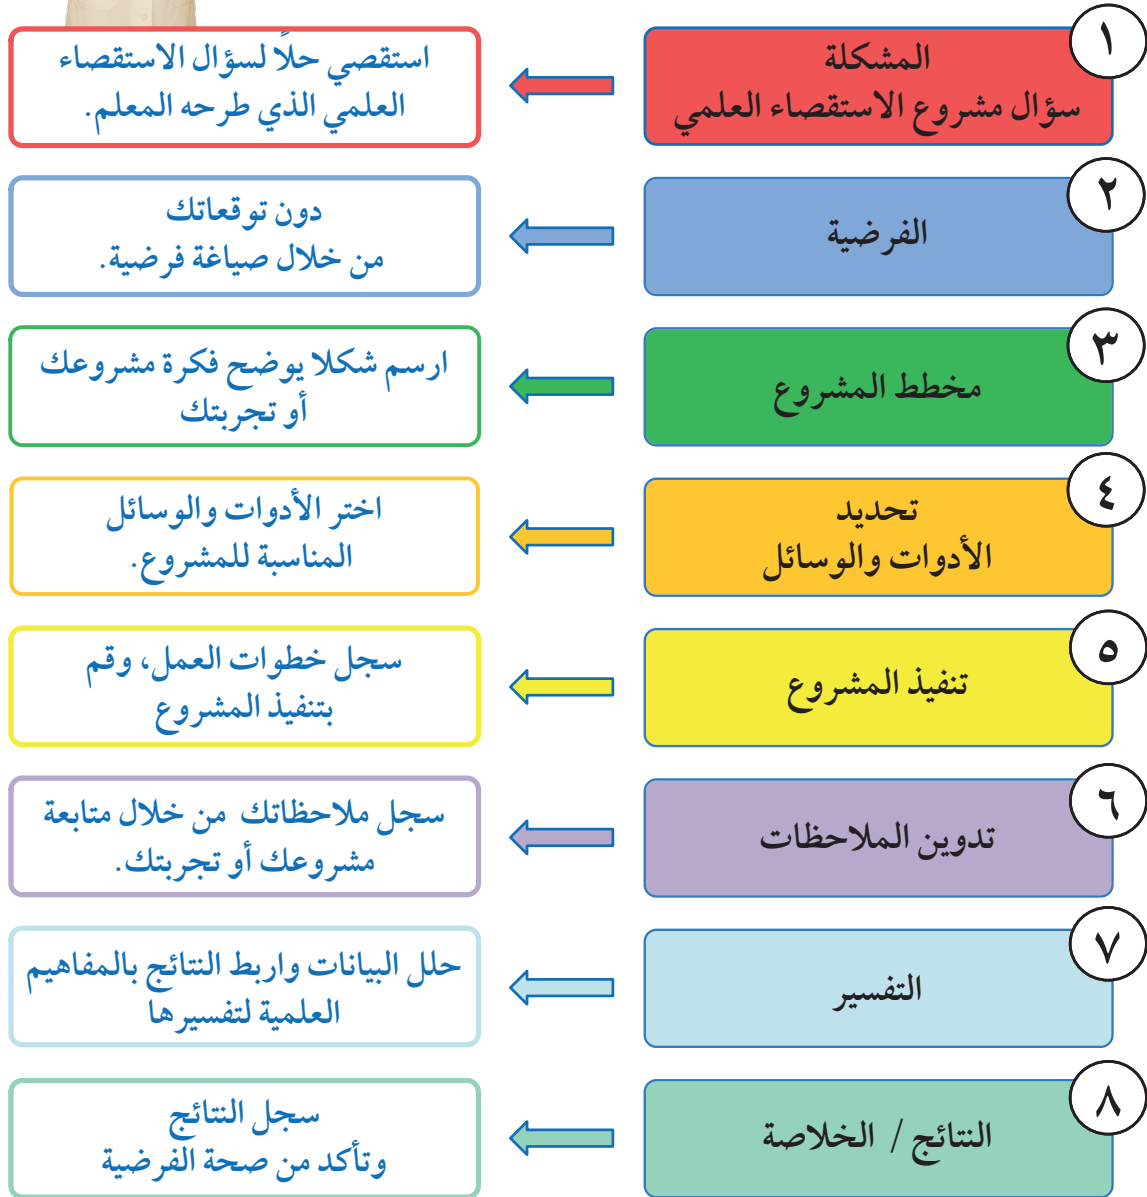 ١
المشكلة
سؤال مشروع الاستقصاء العلمي
استقصي حلاً لسؤال الاستقصاء
العلمي الذي طرحه المعلم.
٢
الفرضية
دون توقعاتك
من خلال صياغة فرضية.
٣
مخطط المشروع
ارسم شكلا يوضح فكرة مشروعك
أو تجربتك
٤
تحديد
الأدوات والوسائل
اختر الأدوات والوسائل
المناسبة للمشروع.
٥
تنفيذ المشروع
سجل خطوات العمل، وقم
بتنفيذ المشروع
٦
تدوين الملاحظات
سجل ملاحظاتك من خلال متابعة
مشروعك أو تجربتك.
٧
التفسير
حلل البيانات واربط النتائج بالمفاهيم
العلمية لتفسيرها
٨
النتائج / الخلاصة
سجل النتائج
وتأكد من صحة الفرضية